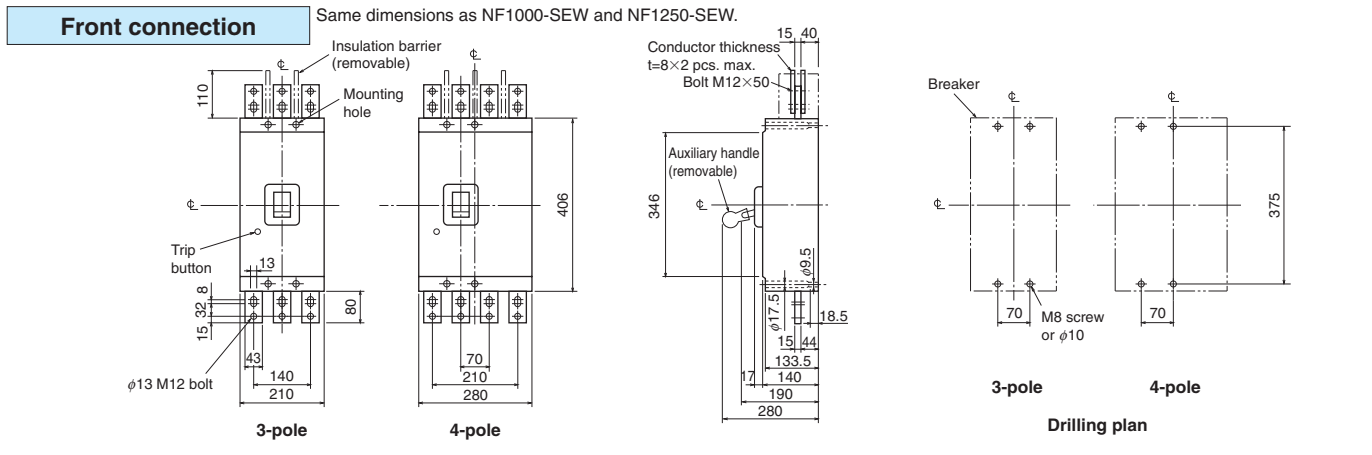 Front connection
Same dimensions as NF1000-SEW and NF1250-SEW.
Insulation barrier
(removable)
Mounting
hole
110
℄
℄
℄
406
Trip
button
13
8
32
15
80
43
140
210
φ13 M12 bolt
3-pole
70
210
280
4-pole
Conductor thickness
t=8×2 pcs. max.
Bolt M12×50
15 40
Auxiliary handle
(removable)
346
℄
φ9.5
φ17.5
18.5
15 44
133.5
17 140
190
280
Breaker
℄
℄
℄
375
70
M8 screw
or φ10
70
3-pole
4-pole
Drilling plan